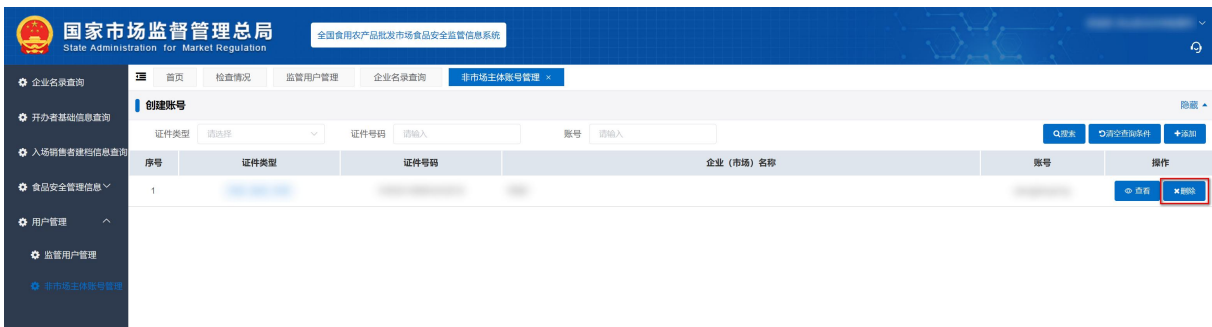 国家市场监督管理总局
State Administration for Market Regulation
全国食用农产品批发市场食品安全监管信息系统
企业名录查询
开办者基础信息查询
入场销售者建档信息查询
食品安全管理信息
用户管理
监管用户管理
非市场主体账号管理
首页 检查情况 监管用户管理 企业名录查询 非市场主体账号管理 ×
创建账号 隐藏
证件类型 请选择 证件号码 请输入 账号 请输入 搜索 清空查询条件 +添加
序号 证件类型 证件号码 企业（市场）名称 账号 操作
1 查看 ×删除